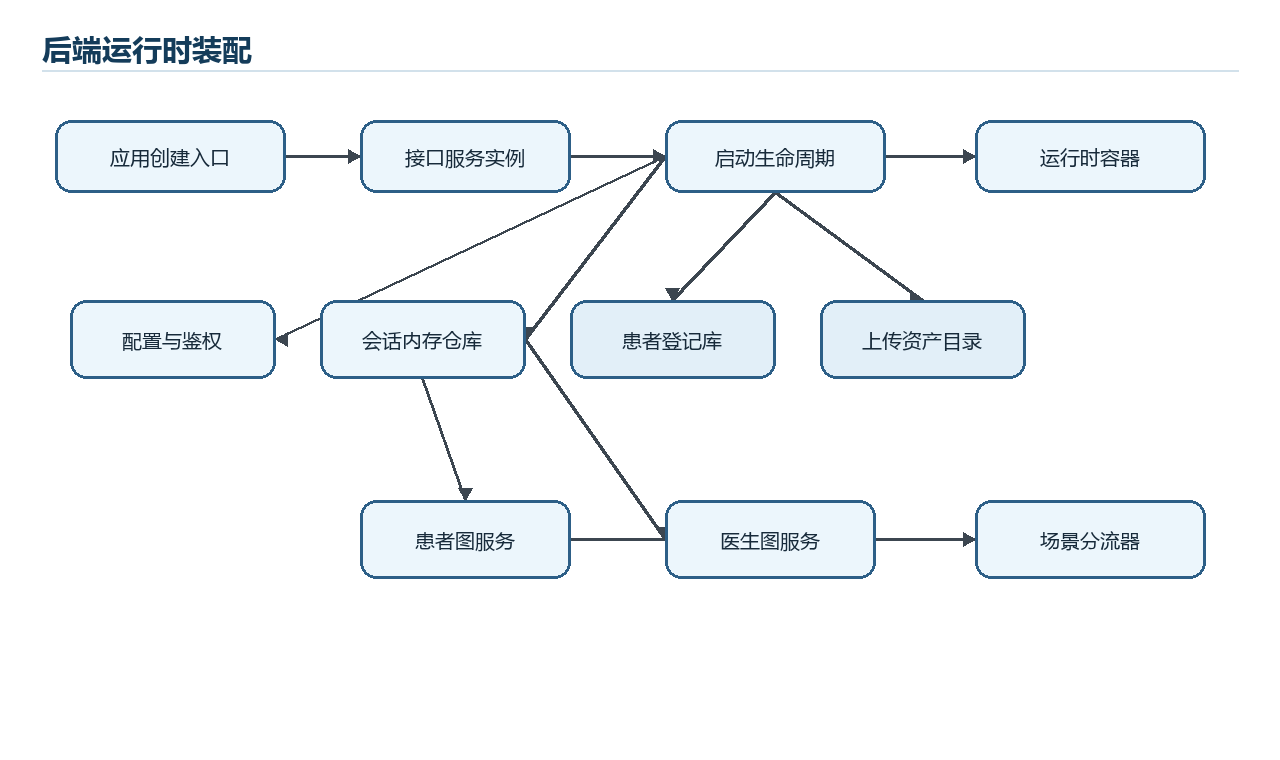 后端运行时装配
应用创建入口
接口服务实例
启动生命周期
运行时容器
配置与鉴权
会话内存仓库
患者登记库
上传资产目录
患者图服务
医生图服务
场景分流器